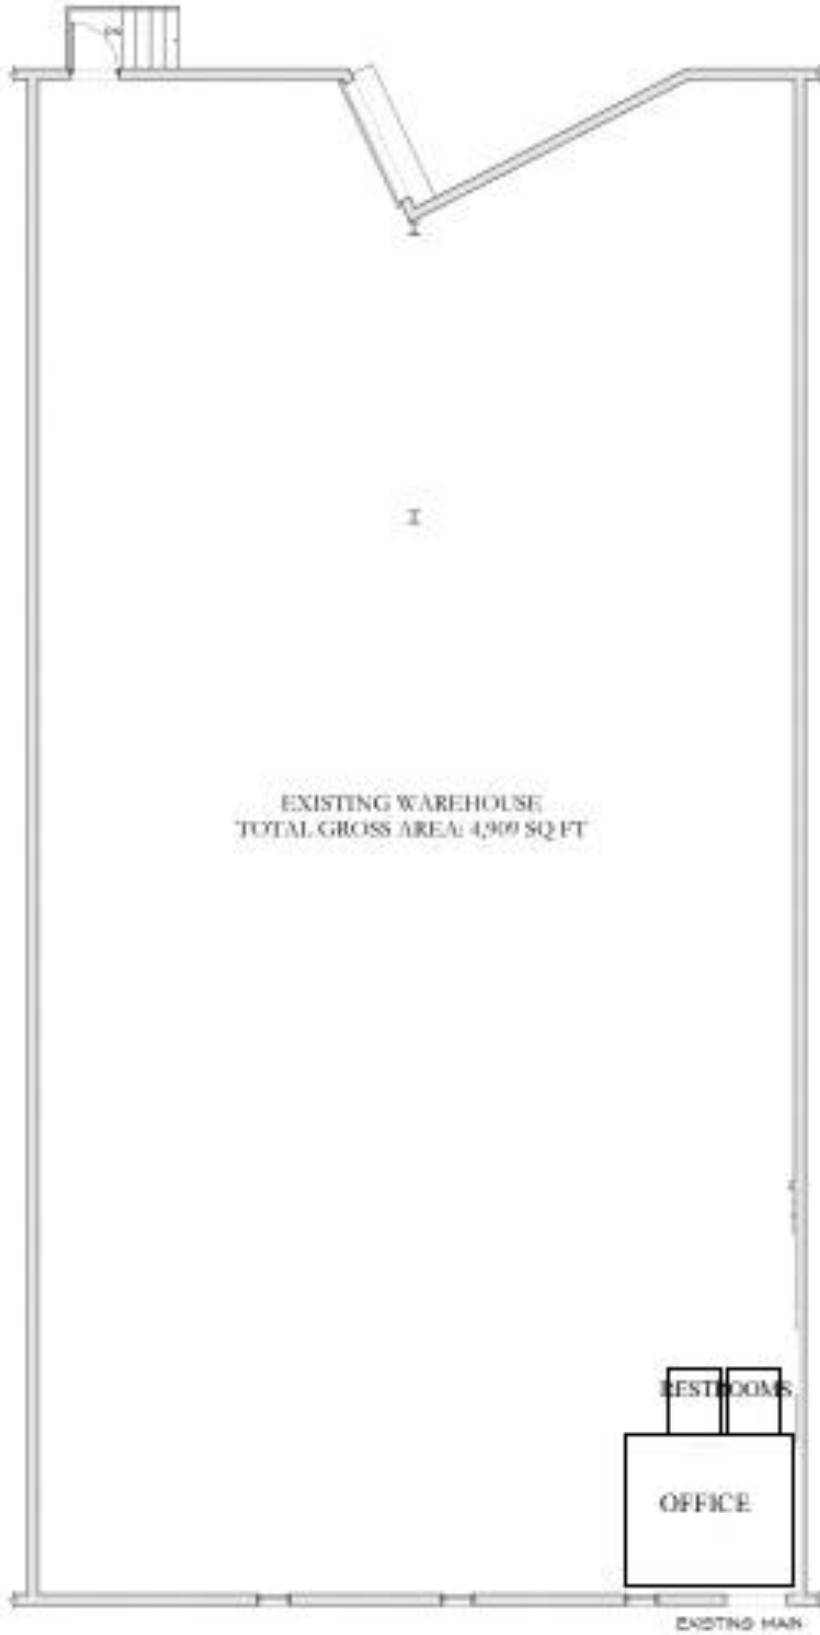 EXISTING WAREHOUSE
TOTAL GROSS AREA: 4,909 SQ FT
RESTROOMS
OFFICE
EXISTING MAIN